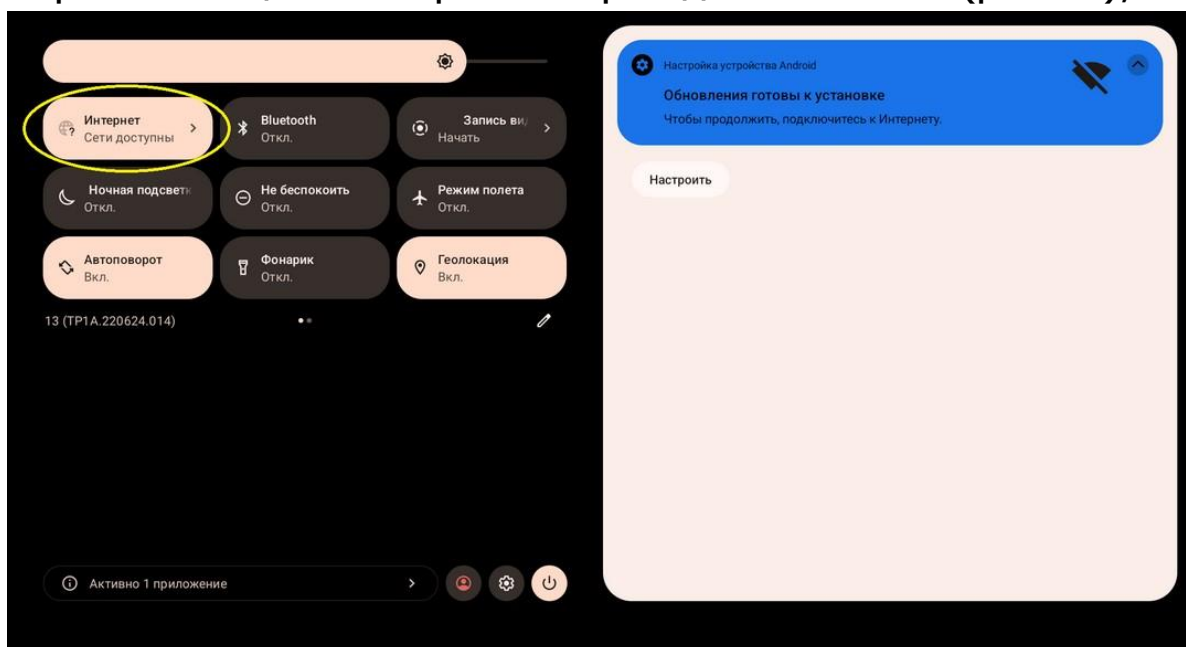 Интернет
Сети доступны
Bluetooth
Откл.
Запись ви
Начать
Ночная подсветк
Откл.
Не беспокоить
Откл.
Режим полета
Откл.
Автоповорот
Вкл.
Фонарик
Откл.
Геолокация
Вкл.
13 (TP1A.220624.014)
Активно 1 приложение
Настройка устройства Android
Обновления готовы к установке
Чтобы продолжить, подключитесь к Интернету.
Настроить